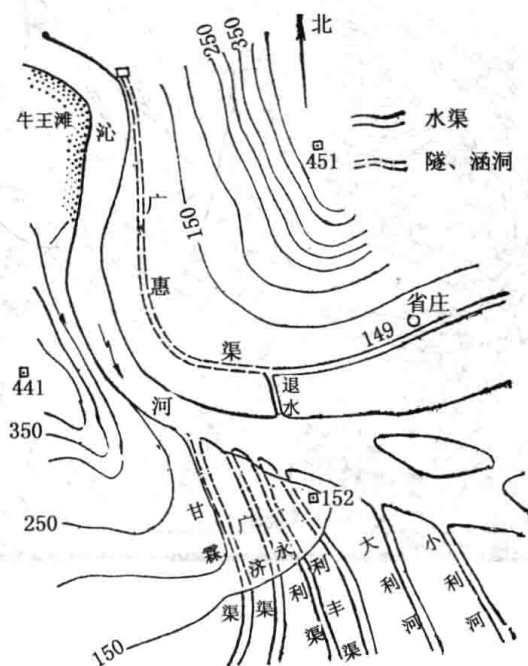 北
水渠
隧、涵洞
250
350
451
150
牛王滩
沁
河
广惠渠
省庄
149
退水
441
350
250
150
152
甘霖渠
广济渠
永利渠
利丰渠
大利河
小利河